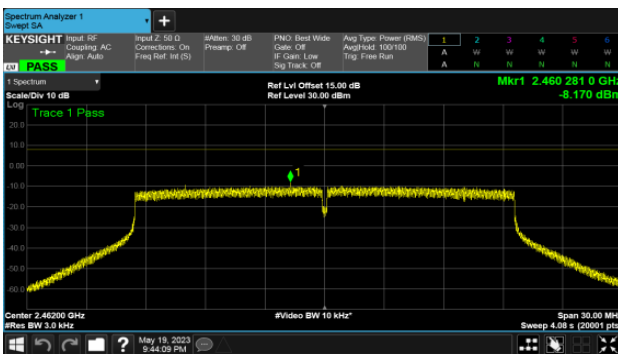 Spectrum Analyzer 1
Swept SA
+
KEYSIGHT Input: RF Input Z: 50 Ω #Atten: 30 dB PNO: Best Wide Avg Type: Power (RMS) 1 2 3 4 5 6
Coupling: AC Corrections: On Preamp: Off Gate: Off Avg|Hold: 100/100 A W W W W W
Align: Auto Freq Ref: Int (S) IF Gain: Low Trig: Free Run
EXI PASS Sig Track: Off A N N N N N
1 Spectrum Ref Lvl Offset 15.00 dB Mkr1 2.460 281 0 GHz
Scale/Div 10 dB Ref Level 30.00 dBm -8.170 dBm
Log Trace 1 Pass
20.0
10.0
0.00 1
-10.0
-20.0
-30.0
-40.0
-50.0
-60.0
Center 2.46200 GHz #Video BW 10 kHz* Span 30.00 MH
#Res BW 3.0 kHz Sweep 4.08 s (20001 pts
? May 19, 2023
9:44:09 PM